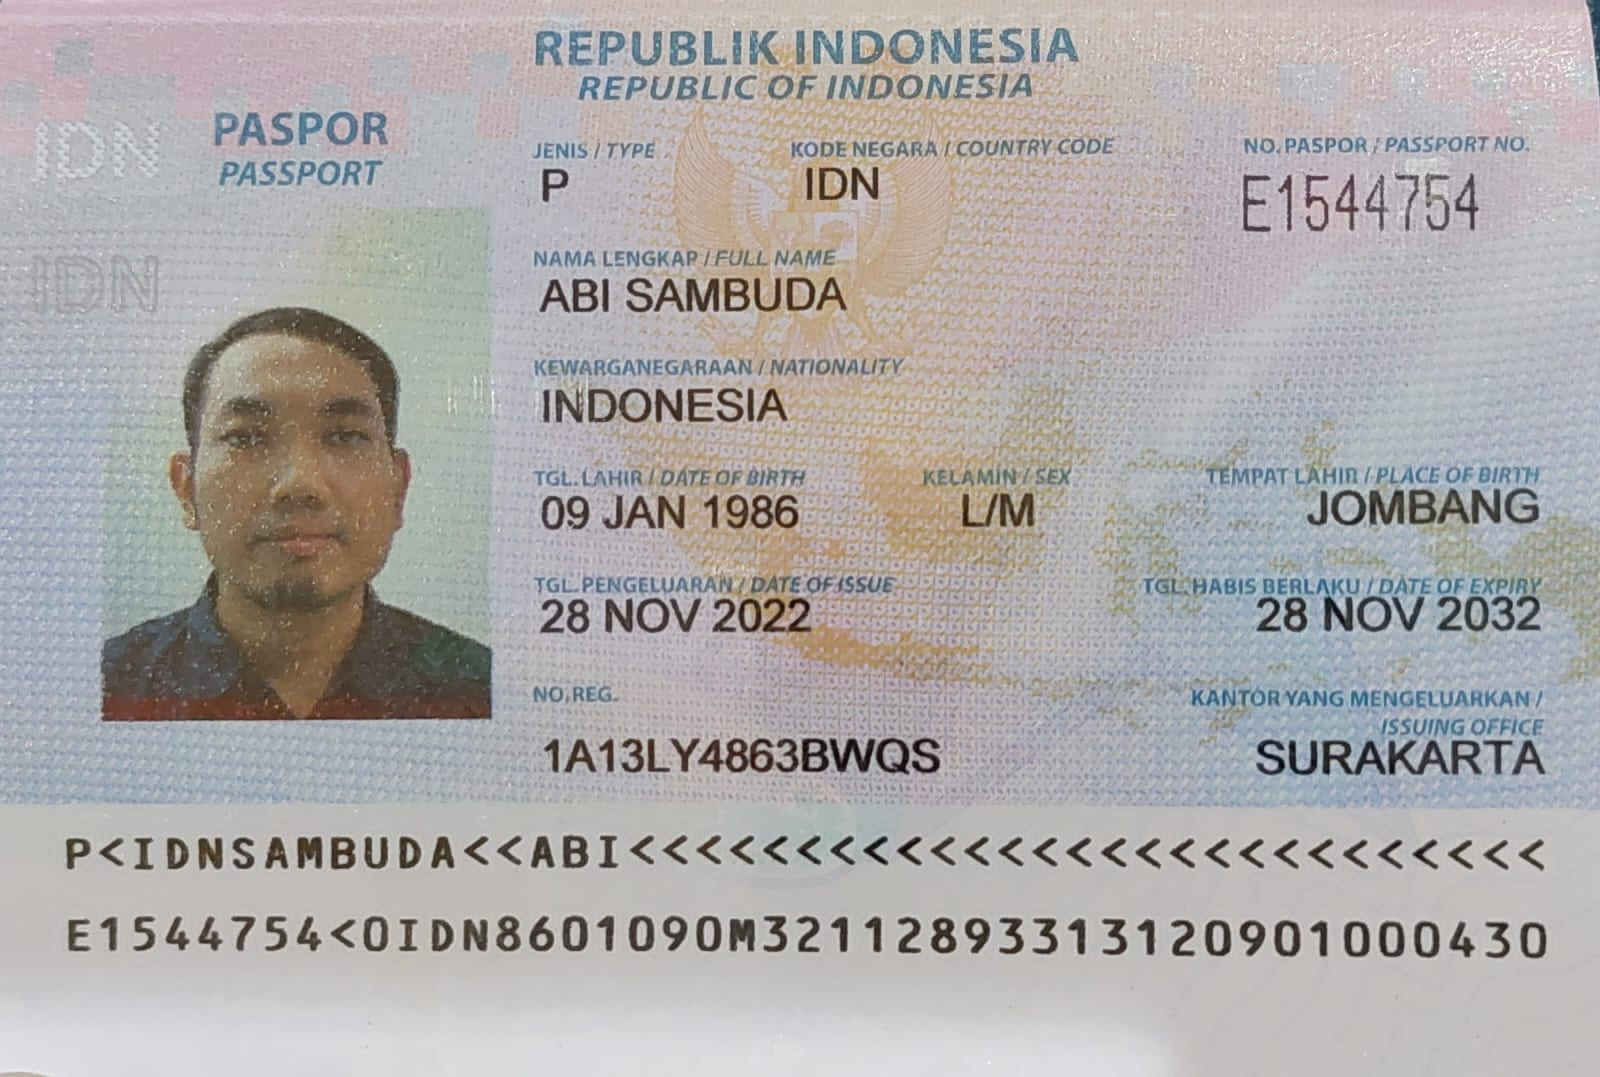 REPUBLIK INDONESIA
REPUBLIC OF INDONESIA
IDN
PASPOR
PASSPORT
JENIS / TYPE KODE NEGARA / COUNTRY CODE NO. PASPOR / PASSPORT NO.
P IDN E1544754
IDN
NAMA LENGKAP / FULL NAME
ABI SAMBUDA
KEWARGANEGARAAN / NATIONALITY
INDONESIA
TGL. LAHIR / DATE OF BIRTH KELAMIN / SEX TEMPAT LAHIR / PLACE OF BIRTH
09 JAN 1986 L/M JOMBANG
TGL. PENGELUARAN / DATE OF ISSUE TGL. HABIS BERLAKU / DATE OF EXPIRY
28 NOV 2022 28 NOV 2032
NO. REG. KANTOR YANG MENGELUARKAN /
ISSUING OFFICE
1A13LY4863BWQS SURAKARTA
P<IDNSAMBUDA<<ABI<<<<<<<<<<<<<<<<<<<<<<<<<<<
E1544754<0IDN8601090M3211289331312090100043​0